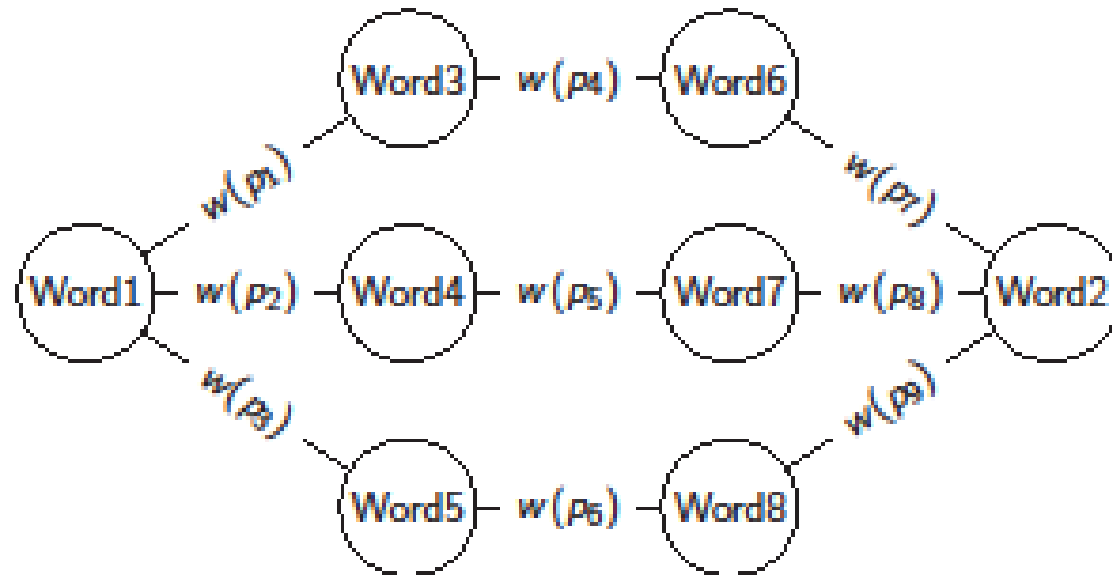 Word3 w(p₄) Word6
w(p₁) w(p₇)
Word1 w(p₂) Word4 w(p₅) Word7 w(p₈) Word2
w(p₃) w(p₉)
Word5 w(p₆) Word8